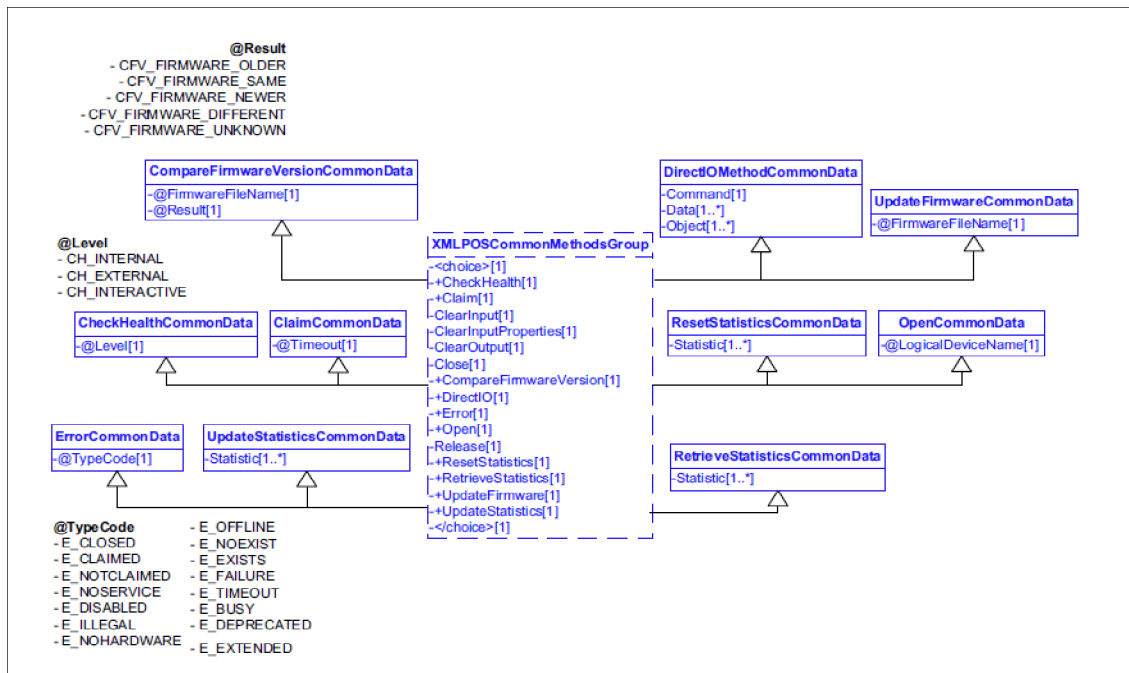 @Result
- CFV_FIRMWARE_OLDER
- CFV_FIRMWARE_SAME
- CFV_FIRMWARE_NEWER
- CFV_FIRMWARE_DIFFERENT
- CFV_FIRMWARE_UNKNOWN
CompareFirmwareVersionCommonData
-@FirmwareFileName[1]
-@Result[1]
DirectIOMethodCommonData
-Command[1]
-Data[1..*]
-Object[1..*]
UpdateFirmwareCommonData
-@FirmwareFileName[1]
@Level
- CH_INTERNAL
- CH_EXTERNAL
- CH_INTERACTIVE
XMLPOSCommonMethodsGroup
-<choice>[1]
-+CheckHealth[1]
-+Claim[1]
-ClearInput[1]
-ClearInputProperties[1]
-ClearOutput[1]
-Close[1]
-+CompareFirmwareVersion[1]
-+DirectIO[1]
-+Error[1]
-+Open[1]
-Release[1]
-+ResetStatistics[1]
-+RetrieveStatistics[1]
-+UpdateFirmware[1]
-+UpdateStatistics[1]
-</choice>[1]
CheckHealthCommonData
-@Level[1]
ClaimCommonData
-@Timeout[1]
ResetStatisticsCommonData
-Statistic[1..*]
OpenCommonData
-@LogicalDeviceName[1]
ErrorCommonData
-@TypeCode[1]
UpdateStatisticsCommonData
-Statistic[1..*]
RetrieveStatisticsCommonData
-Statistic[1..*]
@TypeCode
- E_CLOSED
- E_CLAIMED
- E_NOTCLAIMED
- E_NOSERVICE
- E_DISABLED
- E_ILLEGAL
- E_NOHARDWARE
- E_OFFLINE
- E_NOEXIST
- E_EXISTS
- E_FAILURE
- E_TIMEOUT
- E_BUSY
- E_DEPRECATED
- E_EXTENDED